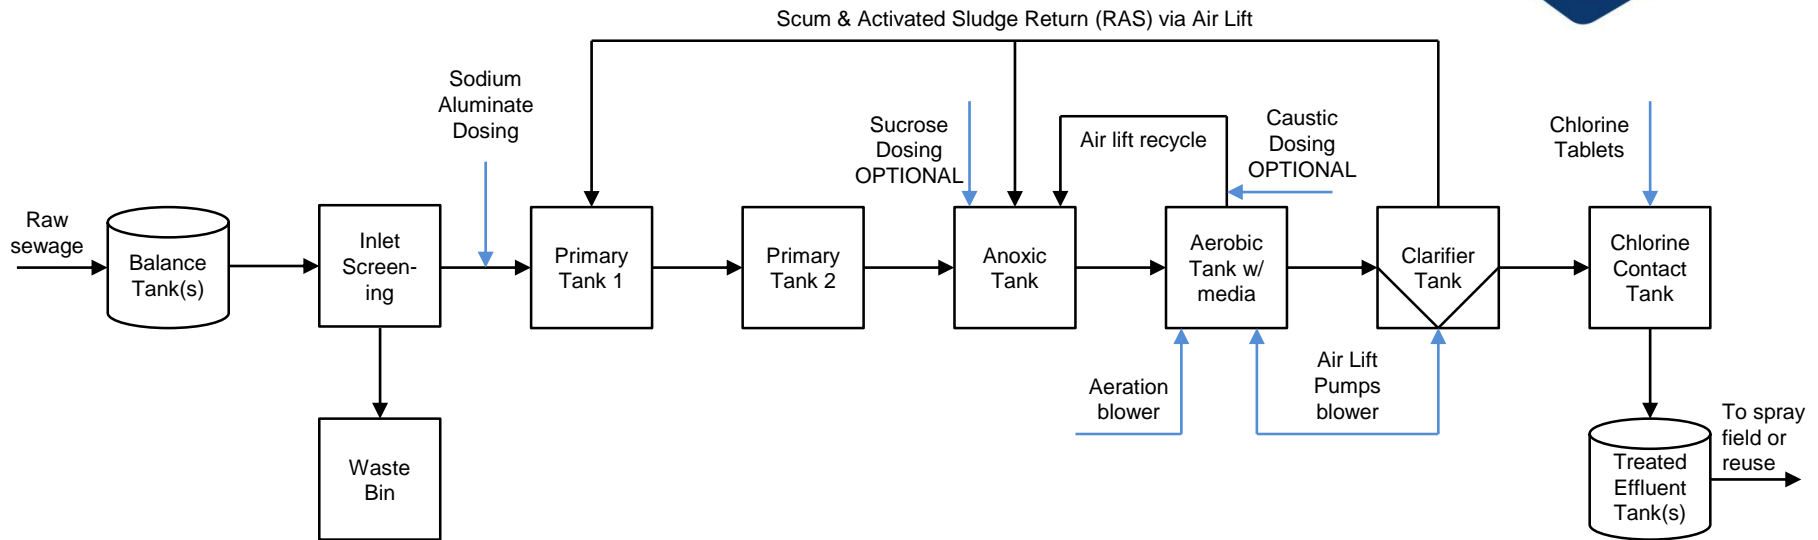 Scum & Activated Sludge Return (RAS) via Air Lift
Sodium
Aluminate
Dosing
Sucrose
Dosing
OPTIONAL
Air lift recycle
Caustic
Dosing
OPTIONAL
Chlorine
Tablets
Raw
sewage
Balance
Tank(s)
Inlet
Screen-
ing
Primary
Tank 1
Primary
Tank 2
Anoxic
Tank
Aerobic
Tank w/
media
Clarifier
Tank
Chlorine
Contact
Tank
Waste
Bin
Aeration
blower
Air Lift
Pumps
blower
Treated
Effluent
Tank(s)
To spray
field or
reuse